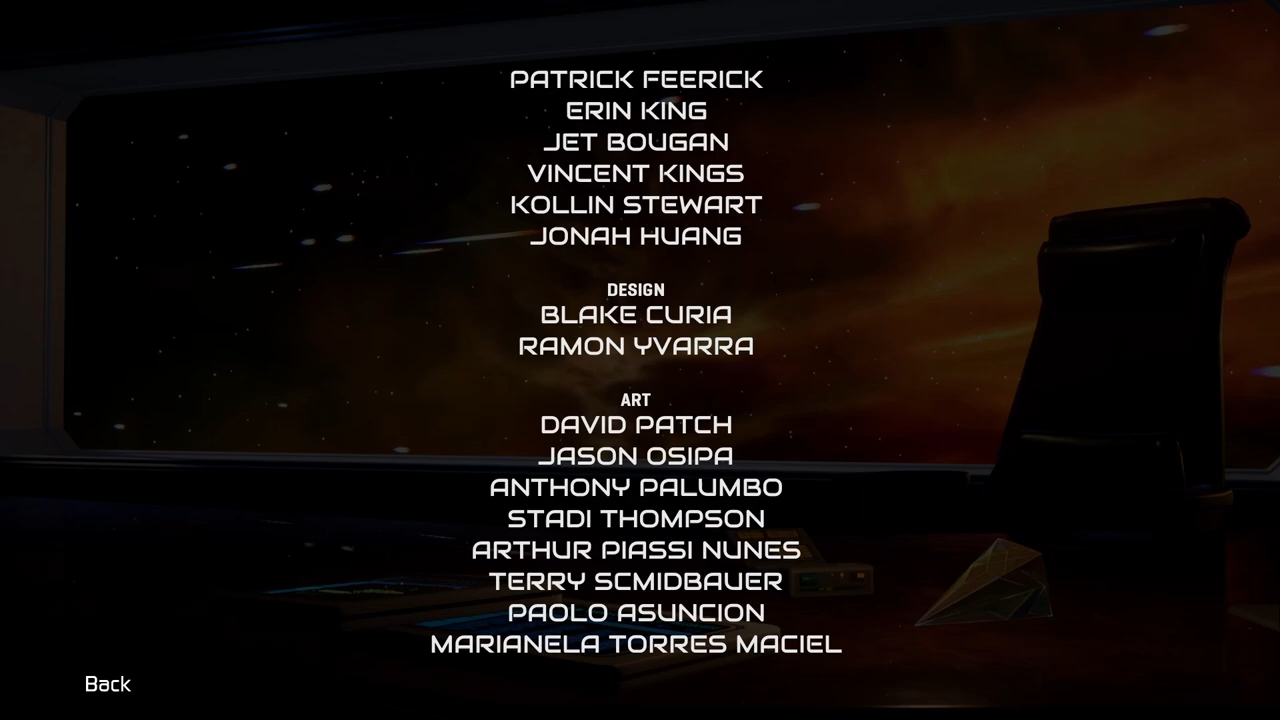 PATRICK FEERICK
ERIN KING
JET BOUGAN
VINCENT KINGS
KOLLIN STEWART
JONAH HUANG
DESIGN
BLAKE CURIA
RAMON YVARRA
ART
DAVID PATCH
JASON OSIPA
ANTHONY PALUMBO
STADI THOMPSON
ARTHUR PIASSI NUNES
TERRY SCMIDBAUER
PAOLO ASUNCION
MARIANELA TORRES MACIEL
Back